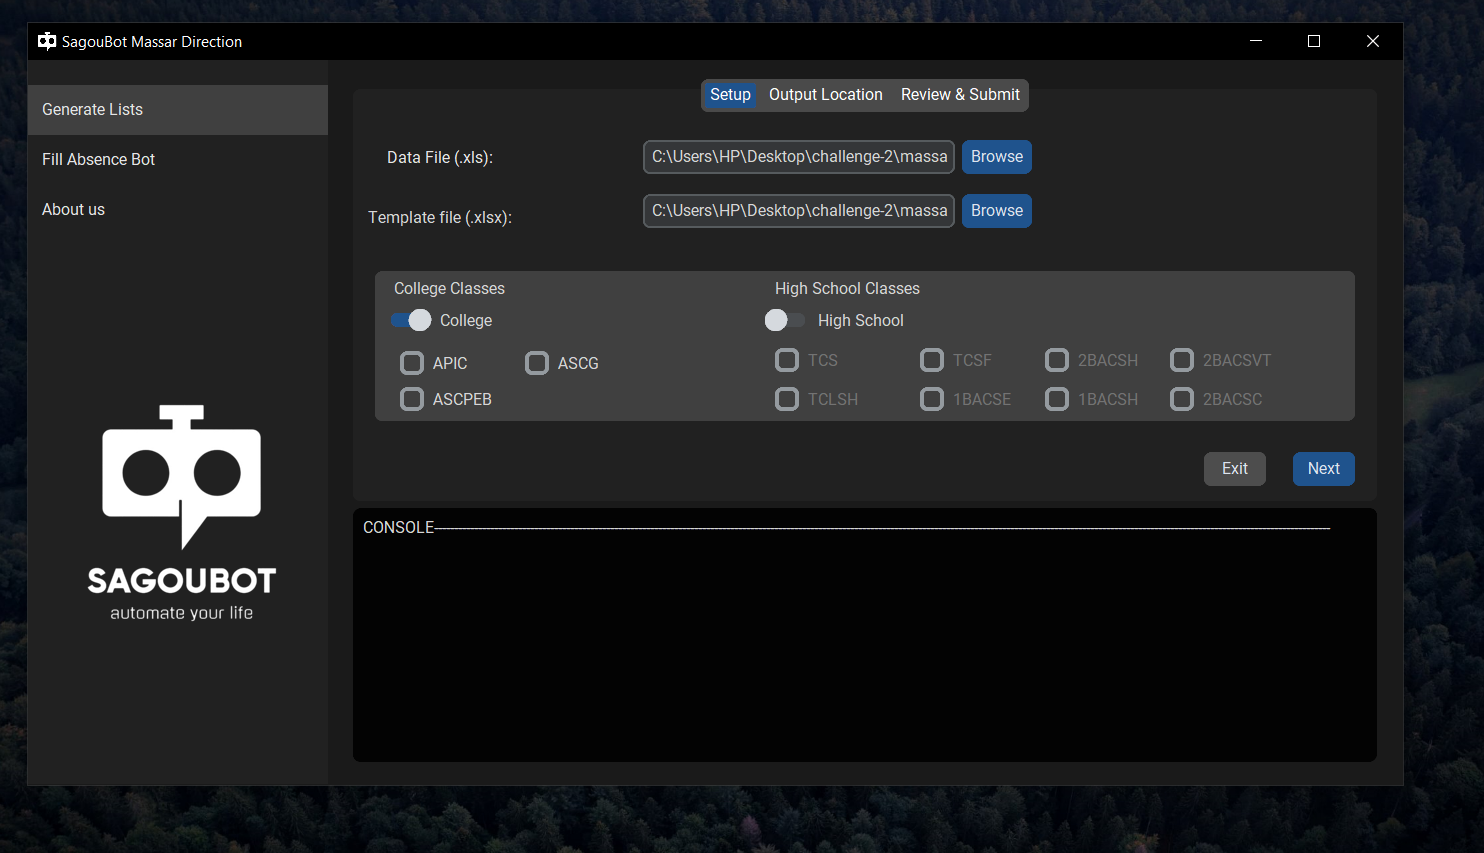 SagouBot Massar Direction
Generate Lists
Fill Absence Bot
About us
SAGOUBOT
automate your life
Setup Output Location Review & Submit
Data File (.xls): C:\Users\HP\Desktop\challenge-2\massa Browse
Template file (.xlsx): C:\Users\HP\Desktop\challenge-2\massa Browse
College Classes High School Classes
College High School
APIC ASCG TCS TCSF 2BACSH 2BACSVT
ASCPEB TCLSH 1BACSE 1BACSH 2BACSC
Exit Next
CONSOLE